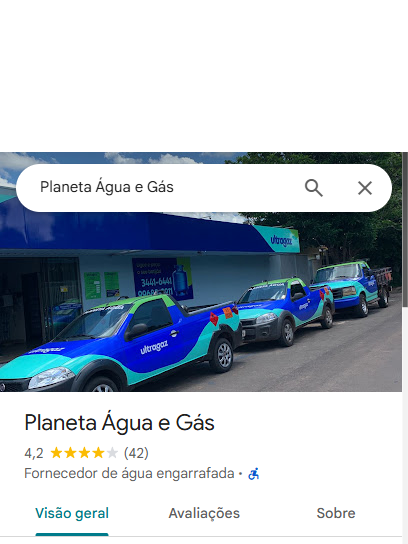 Planeta Água e Gás
ultragaz
3441-6441
ultragaz
ultragaz
Planeta Água e Gás
4,2 (42)
Fornecedor de água engarrafada ·
Visão geral
Avaliações
Sobre